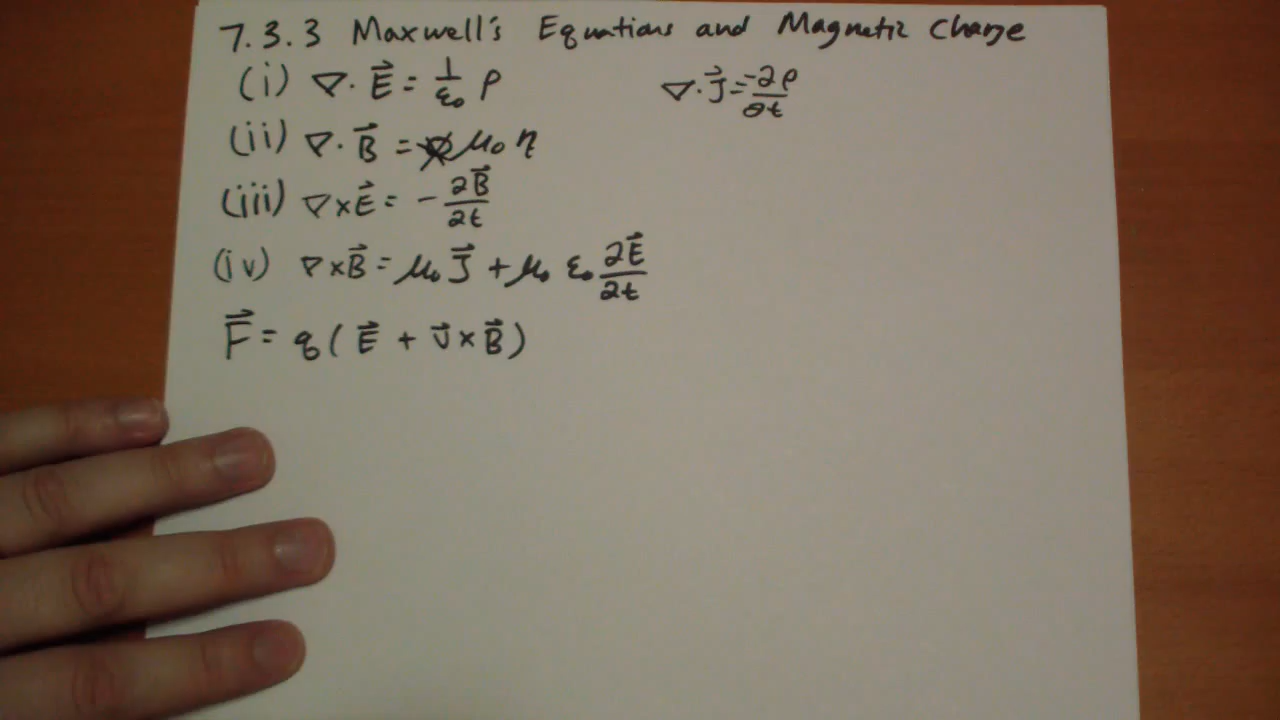 7.3.3 Maxwell's Equations and Magnetic Charge
(i) ∇·E⃗ = 1/ε₀ ρ
∇·J⃗ = -∂ρ/∂t
(ii) ∇·B⃗ = μ₀ η
(iii) ∇×E⃗ = -∂B⃗/∂t
(iv) ∇×B⃗ = μ₀ J⃗ + μ₀ ε₀ ∂E⃗/∂t
F⃗ = q(E⃗ + v⃗×B⃗)